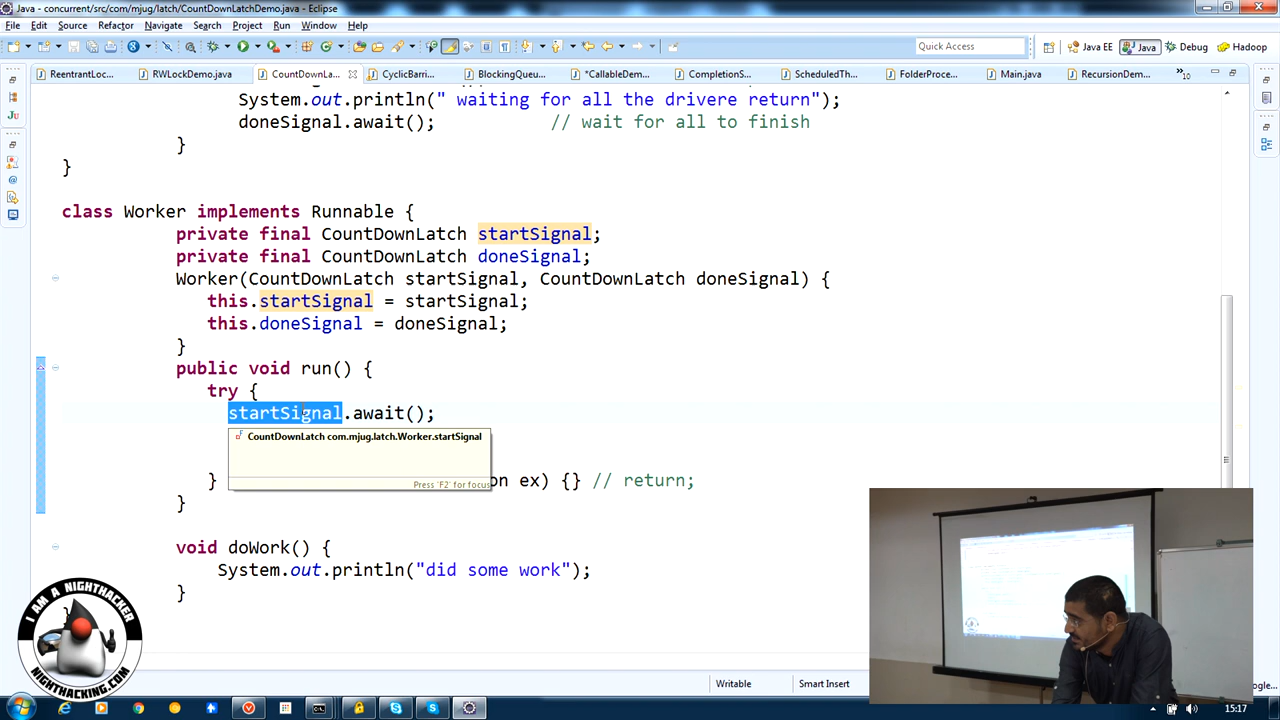 Java - concurrent/src/com/mjug/latch/CountDownLatchDemo.java - Eclipse
File Edit Source Refactor Navigate Search Project Run Window Help
Quick Access Java EE Java Debug Hadoop
ReentrantLoc... RWLockDemo.java CountDownLa... CyclicBarri... BlockingQueu... *CallableDem... CompletionS... ScheduledTh... FolderProce... Main.java RecursionDem... »10
System.out.println(" waiting for all the drivere return");
doneSignal.await(); // wait for all to finish
}
}
class Worker implements Runnable {
private final CountDownLatch startSignal;
private final CountDownLatch doneSignal;
Worker(CountDownLatch startSignal, CountDownLatch doneSignal) {
this.startSignal = startSignal;
this.doneSignal = doneSignal;
}
public void run() {
try {
startSignal.await();
CountDownLatch com.mjug.latch.Worker.startSignal
Press 'F2' for focus
} on ex) {} // return;
}
void doWork() {
System.out.println("did some work");
}
I AM A NIGHTHACKER
NIGHTHACKING.COM
Writable Smart Insert
ogle...
15:17